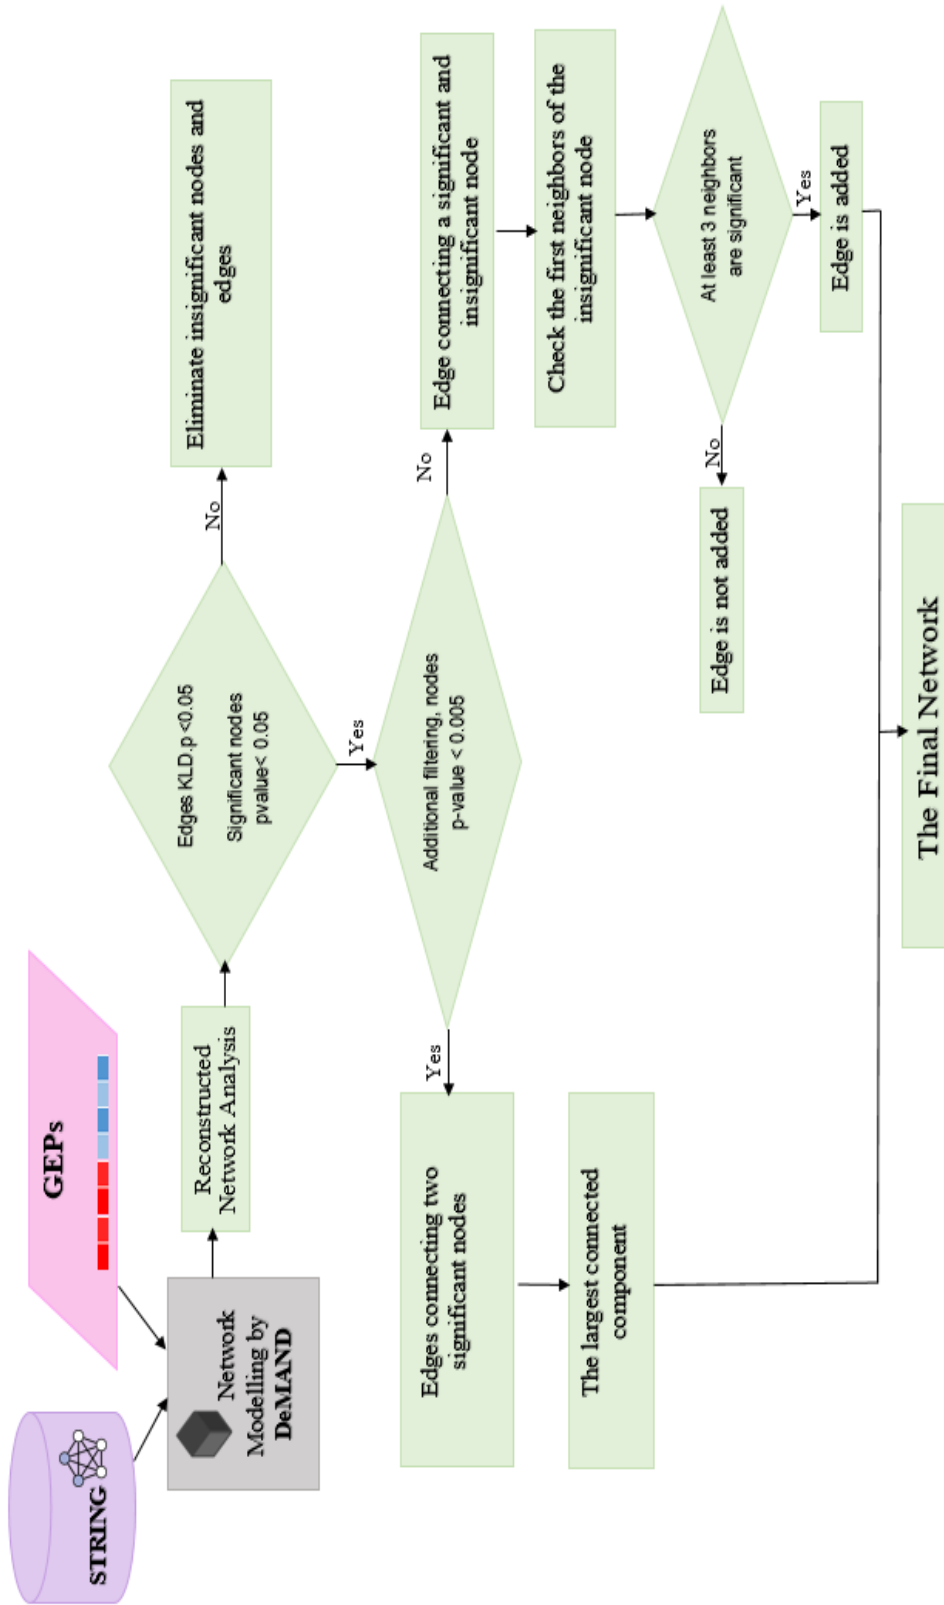 STRING
GEPs
Network
Modelling by
DeMAND
Reconstructed
Network Analysis
Edges KLD.p <0.05
Significant nodes
pvalue< 0.05
No
Eliminate insignificant nodes and
edges
Yes
Additional filtering, nodes
p-value < 0.005
Yes
Edges connecting two
significant nodes
The largest connected
component
No
Edge connecting a significant and
insignificant node
Check the first neighbors of the
insignificant node
At least 3 neighbors
are significant
No
Edge is not added
Yes
Edge is added
The Final Network